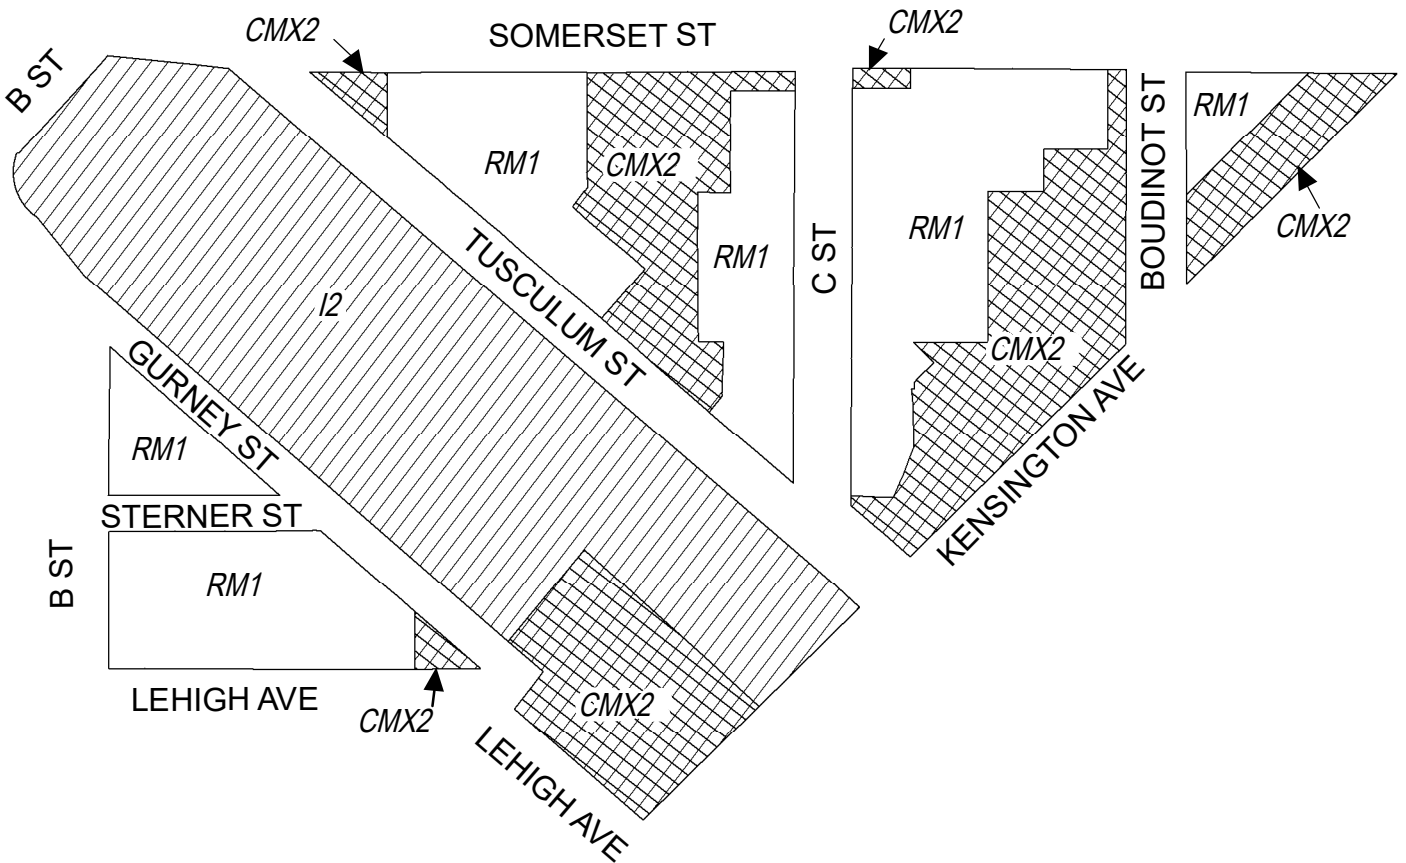 CMX2
SOMERSET ST
CMX2
B ST
RM1
CMX2
RM1
C ST
RM1
BOUDINOT ST
RM1
CMX2
TUSCULUM ST
I2
CMX2
KENSINGTON AVE
GURNEY ST
RM1
STERNER ST
B ST
RM1
LEHIGH AVE
CMX2
CMX2
LEHIGH AVE